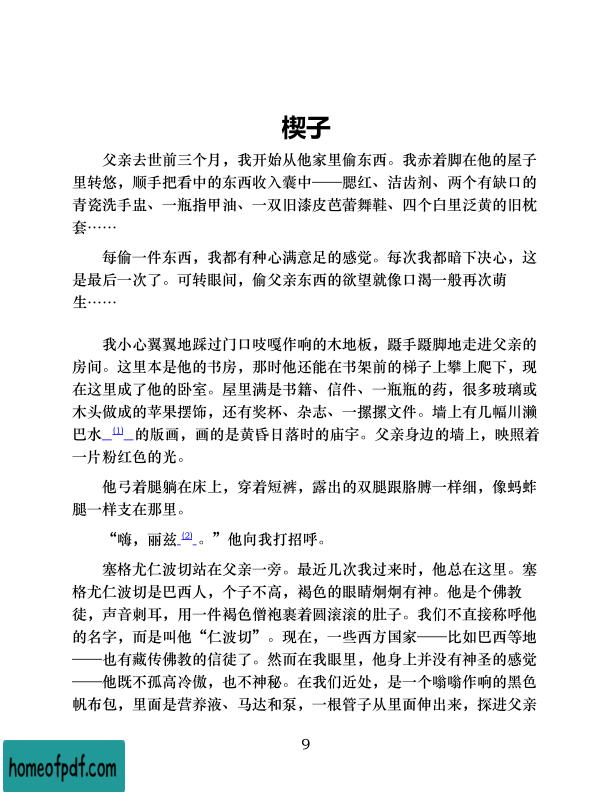 楔子
父亲去世前三个月，我开始从他家里偷东西。我赤着脚在他的屋子
里转悠，顺手把看中的东西收入囊中——腮红、洁齿剂、两个有缺口的
青瓷洗手盅、一瓶指甲油、一双旧漆皮芭蕾舞鞋、四个白里泛黄的旧枕
套……
每偷一件东西，我都有种心满意足的感觉。每次我都暗下决心，这
是最后一次了。可转眼间，偷父亲东西的欲望就像口渴一般再次萌
生……
我小心翼翼地踩过门口吱嘎作响的木地板，蹑手蹑脚地走进父亲的
房间。这里本是他的书房，那时他还能在书架前的梯子上攀上爬下，现
在这里成了他的卧室。屋里满是书籍、信件、一瓶瓶的药，很多玻璃或
木头做成的苹果摆饰，还有奖杯、杂志、一摞摞文件。墙上有几幅川濑
巴水 (1) 的版画，画的是黄昏日落时的庙宇。父亲身边的墙上，映照着
一片粉红色的光。
他弓着腿躺在床上，穿着短裤，露出的双腿跟胳膊一样细，像蚂蚱
腿一样支在那里。
“嗨，丽兹 (2) 。”他向我打招呼。
塞格尤仁波切站在父亲一旁。最近几次我过来时，他总在这里。塞
格尤仁波切是巴西人，个子不高，褐色的眼睛炯炯有神。他是个佛教
徒，声音刺耳，用一件褐色僧袍裹着圆滚滚的肚子。我们不直接称呼他
的名字，而是叫他“仁波切”。现在，一些西方国家——比如巴西等地
——也有藏传佛教的信徒了。然而在我眼里，他身上并没有神圣的感觉
——他既不孤高冷傲，也不神秘。在我们近处，是一个嗡嗡作响的黑色
帆布包，里面是营养液、马达和泵，一根管子从里面伸出来，探进父亲
9
homeofpdf.com